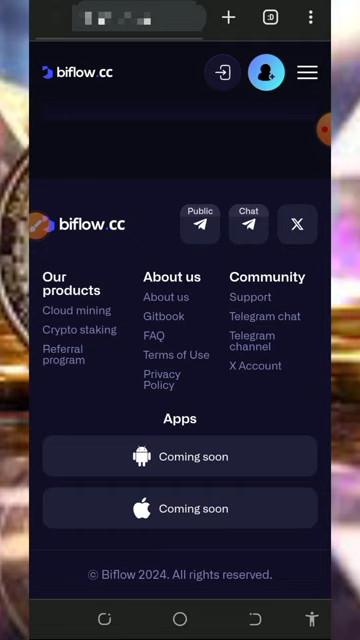 :D
biflow.cc
Public
Chat
biflow.cc
Our
products
Cloud mining
Crypto staking
Referral
program
About us
About us
Gitbook
FAQ
Terms of Use
Privacy
Policy
Community
Support
Telegram chat
Telegram
channel
X Account
Apps
Coming soon
Coming soon
© Biflow 2024. All rights reserved.